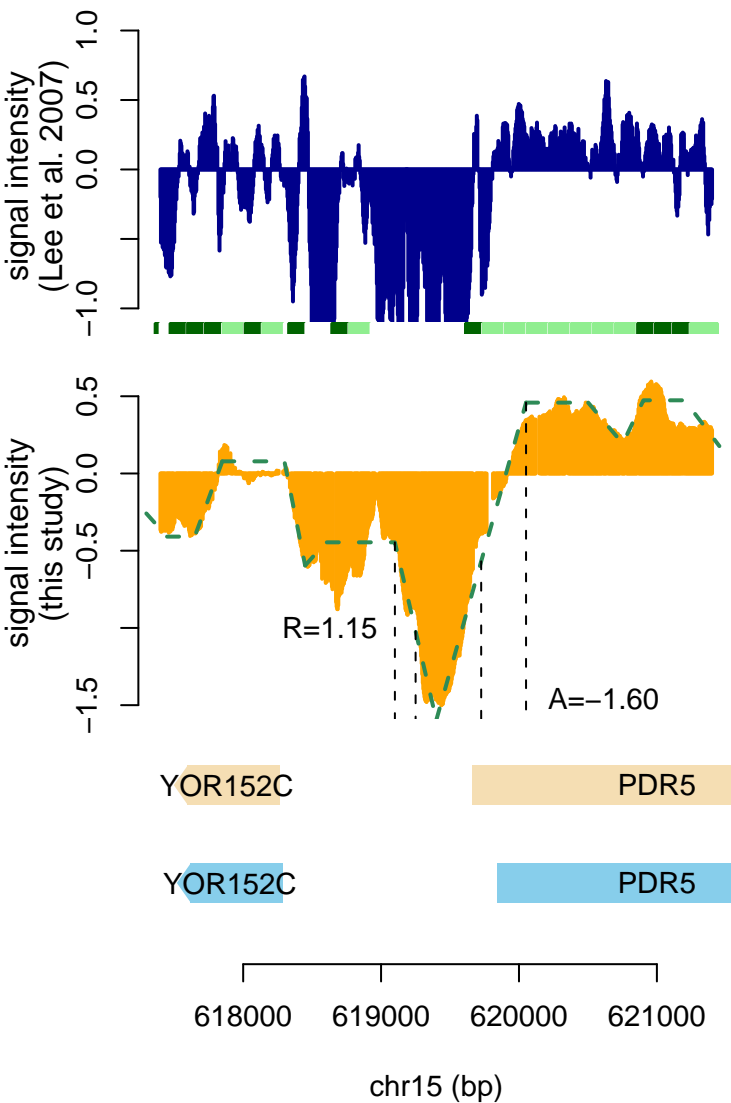 signal intensity
(Lee et al. 2007)
1.0
0.5
0.0
−1.0
signal intensity
(this study)
0.5
0.0
−0.5
−1.5
R=1.15
A=−1.60
YOR152C
PDR5
YOR152C
PDR5
618000 619000 620000 621000
chr15 (bp)